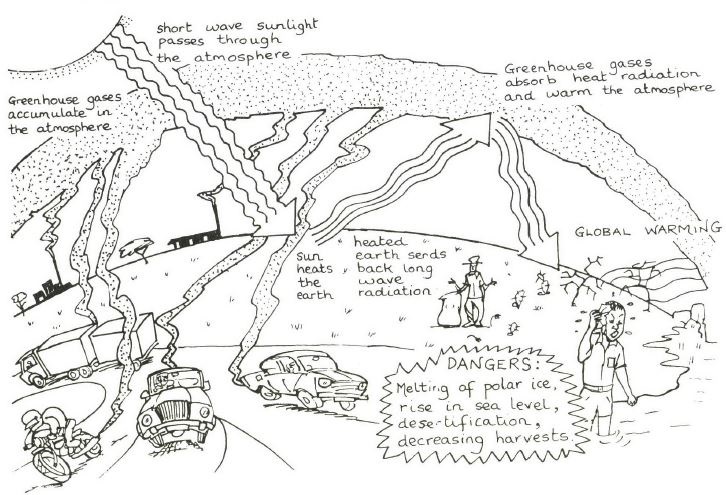 short wave sunlight
passes through
the atmosphere
Greenhouse gases
accumulate in
the atmosphere
Greenhouse gases
absorb heat radiation
and warm the atmosphere
GLOBAL WARMING
sun
heats
the
earth
heated
earth sends
back long
wave
radiation
DANGERS:
Melting of polar ice,
rise in sea level,
dese-tification,
decreasing harvests.